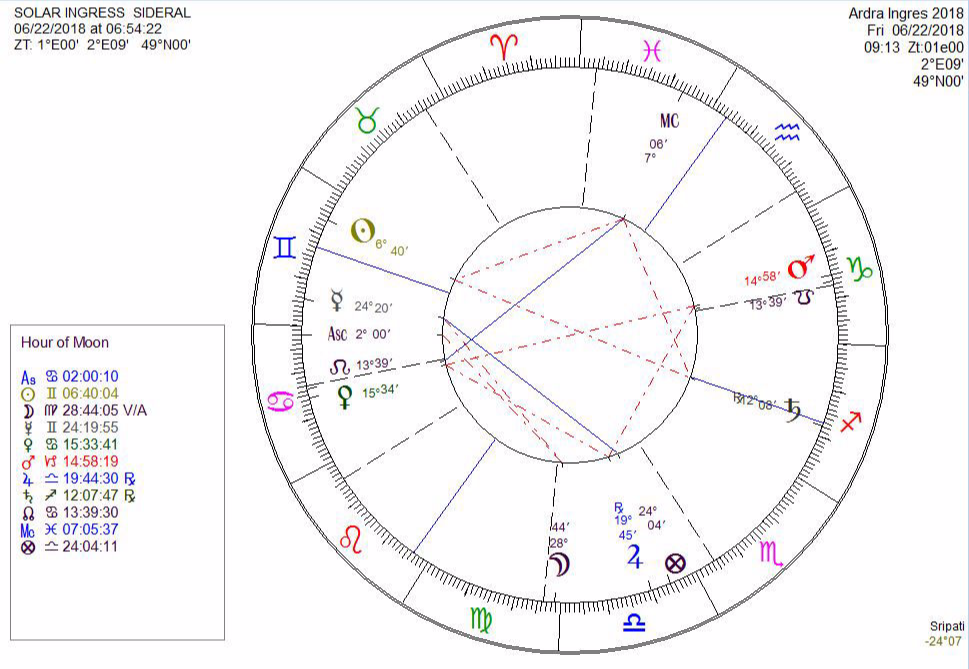 SOLAR INGRESS SIDERAL
06/22/2018 at 06:54:22
ZT: 1°E00' 2°E09' 49°N00'
Ardra Ingres 2018
Fri 06/22/2018
09:13 Zt:01e00
2°E09'
49°N00'
♈ ♓
♉ ♒
MC
06'
7°
☉ 6° 40'
♊
14°58' ♂ ♑
13°39' ☋
☿ 24°20'
Asc 2° 00'
☊ 13°39'
♀ 15°34'
♋
℞12°08' ♄
♐
Hour of Moon
As ♋ 02:00:10
☉ ♊ 06:40:04
☽ ♍ 28:44:05 V/A
☿ ♊ 24:19:55
♀ ♋ 15:33:41
♂ ♑ 14:58:19
♃ ♎ 19:44:30 ℞
♄ ♐ 12:07:47 ℞
☊ ♋ 13:39:30
Mc ♓ 07:05:37
⊗ ♎ 24:04:11
44'
28°
☽
℞
19°
45'
♃
24°
04'
⊗
♌ ♏
♍ ♎
Sripati
-24°07